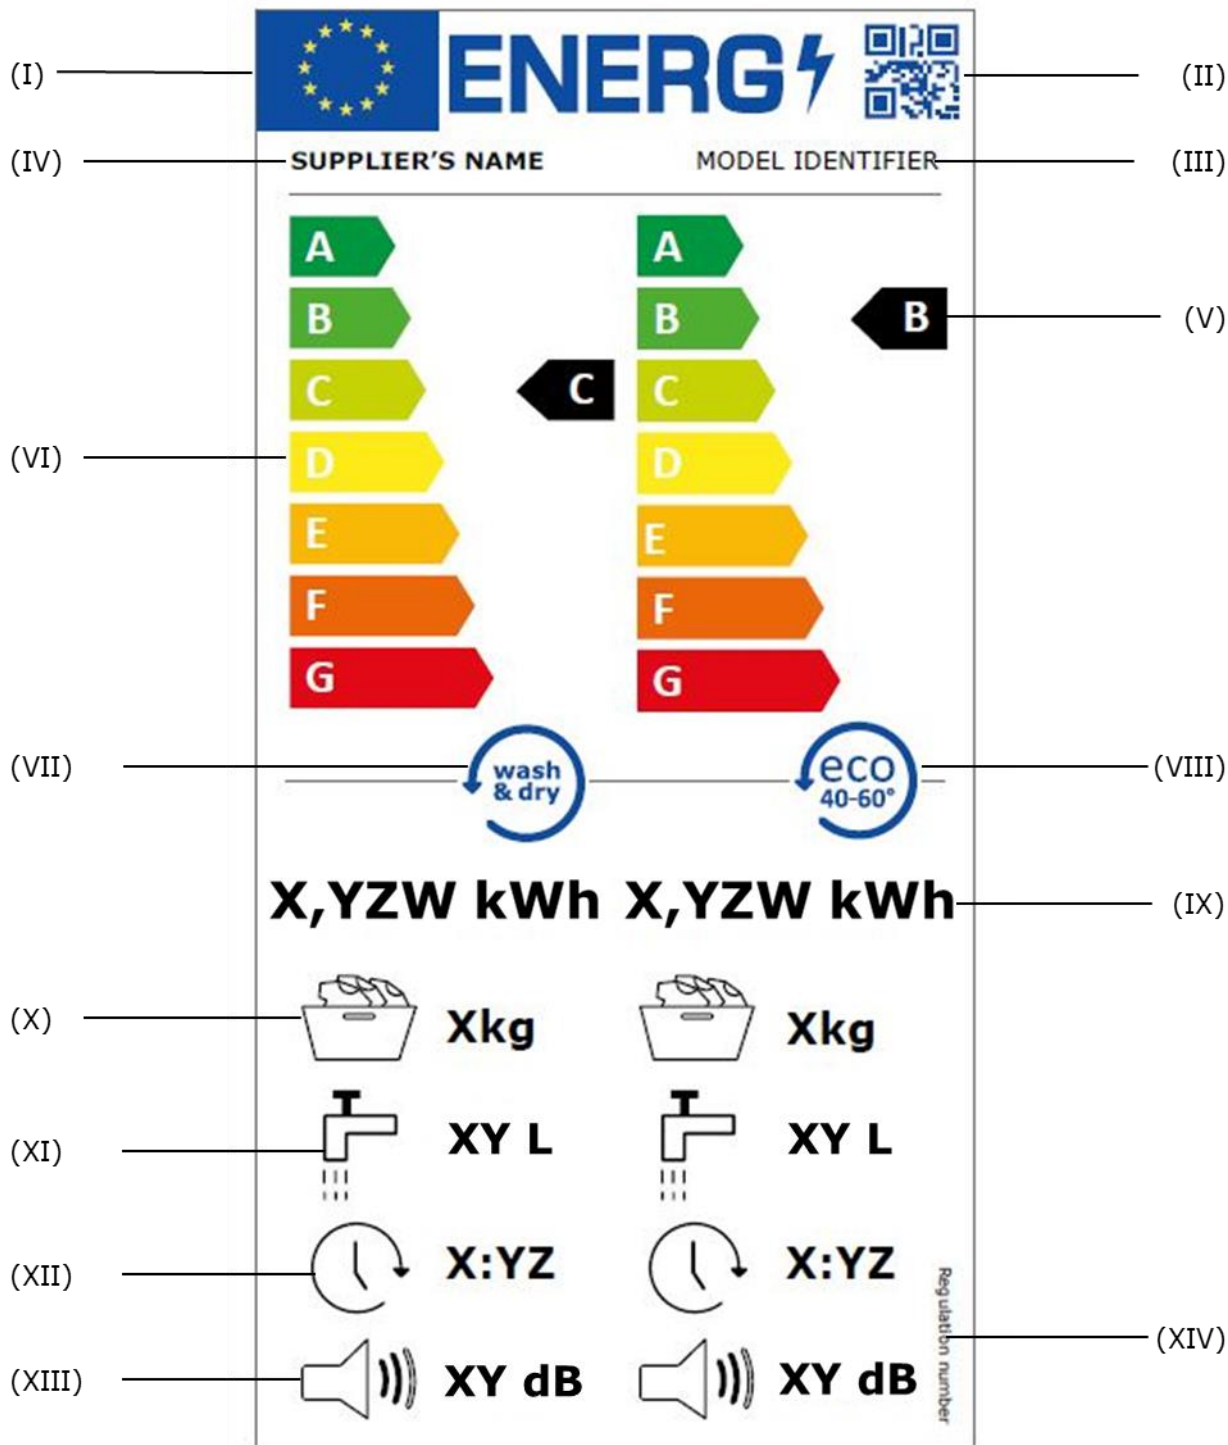 (I) ENERG (II)
(IV) SUPPLIER'S NAME MODEL IDENTIFIER (III)
A A
B B B (V)
C C C
(VI) D D
E E
F F
G G
(VII) wash & dry eco 40-60° (VIII)
X,YZW kWh X,YZW kWh (IX)
(X) Xkg Xkg
(XI) XY L XY L
(XII) X:YZ X:YZ
(XIII) XY dB XY dB
Regulation number (XIV)